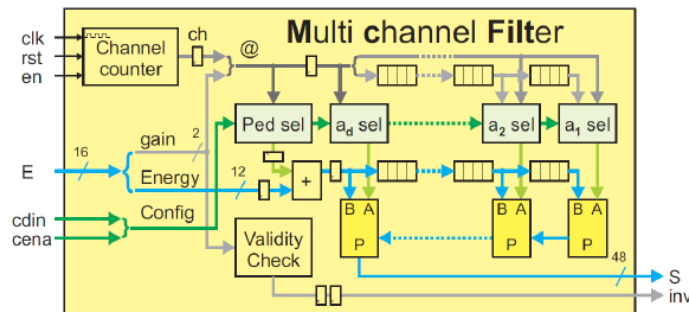 Multi channel Filter
clk
rst
en
Channel
counter
ch
@
Ped sel
ad sel
a2 sel
a1 sel
gain
2
16
E
Energy
12
+
cdin
cena
Config
B A
P
B A
P
B A
P
Validity
Check
48
S
inv